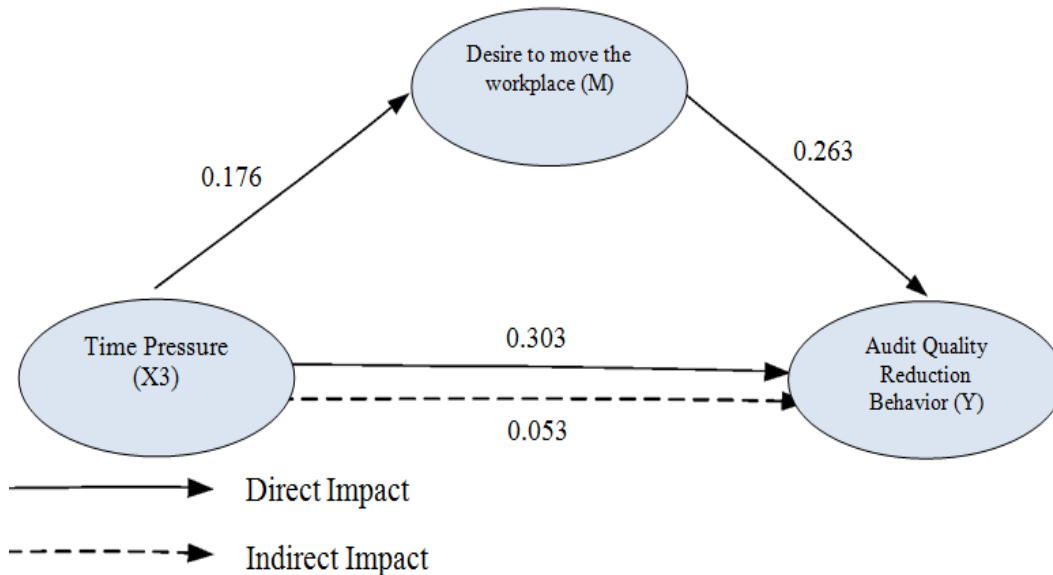 Desire to move the
workplace (M)
0.176
0.263
Time Pressure
(X3)
0.303
0.053
Audit Quality
Reduction
Behavior (Y)
Direct Impact
Indirect Impact